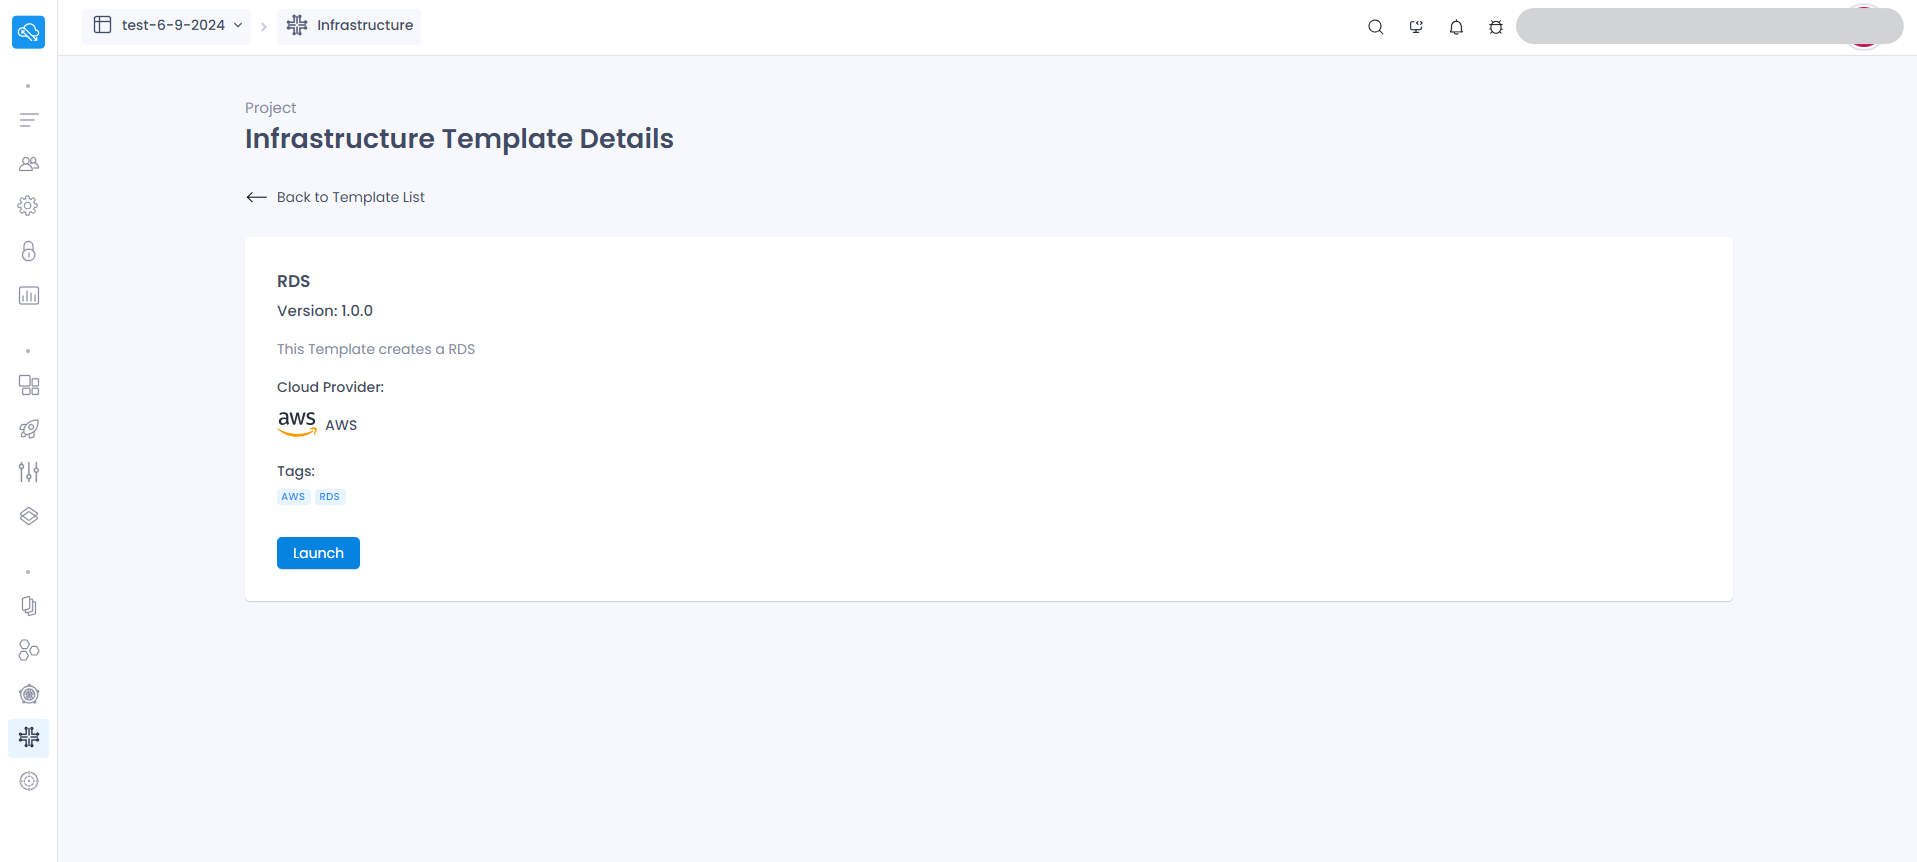 test-6-9-2024
Infrastructure
Project
Infrastructure Template Details
Back to Template List
RDS
Version: 1.0.0
This Template creates a RDS
Cloud Provider:
aws AWS
Tags:
AWS RDS
Launch